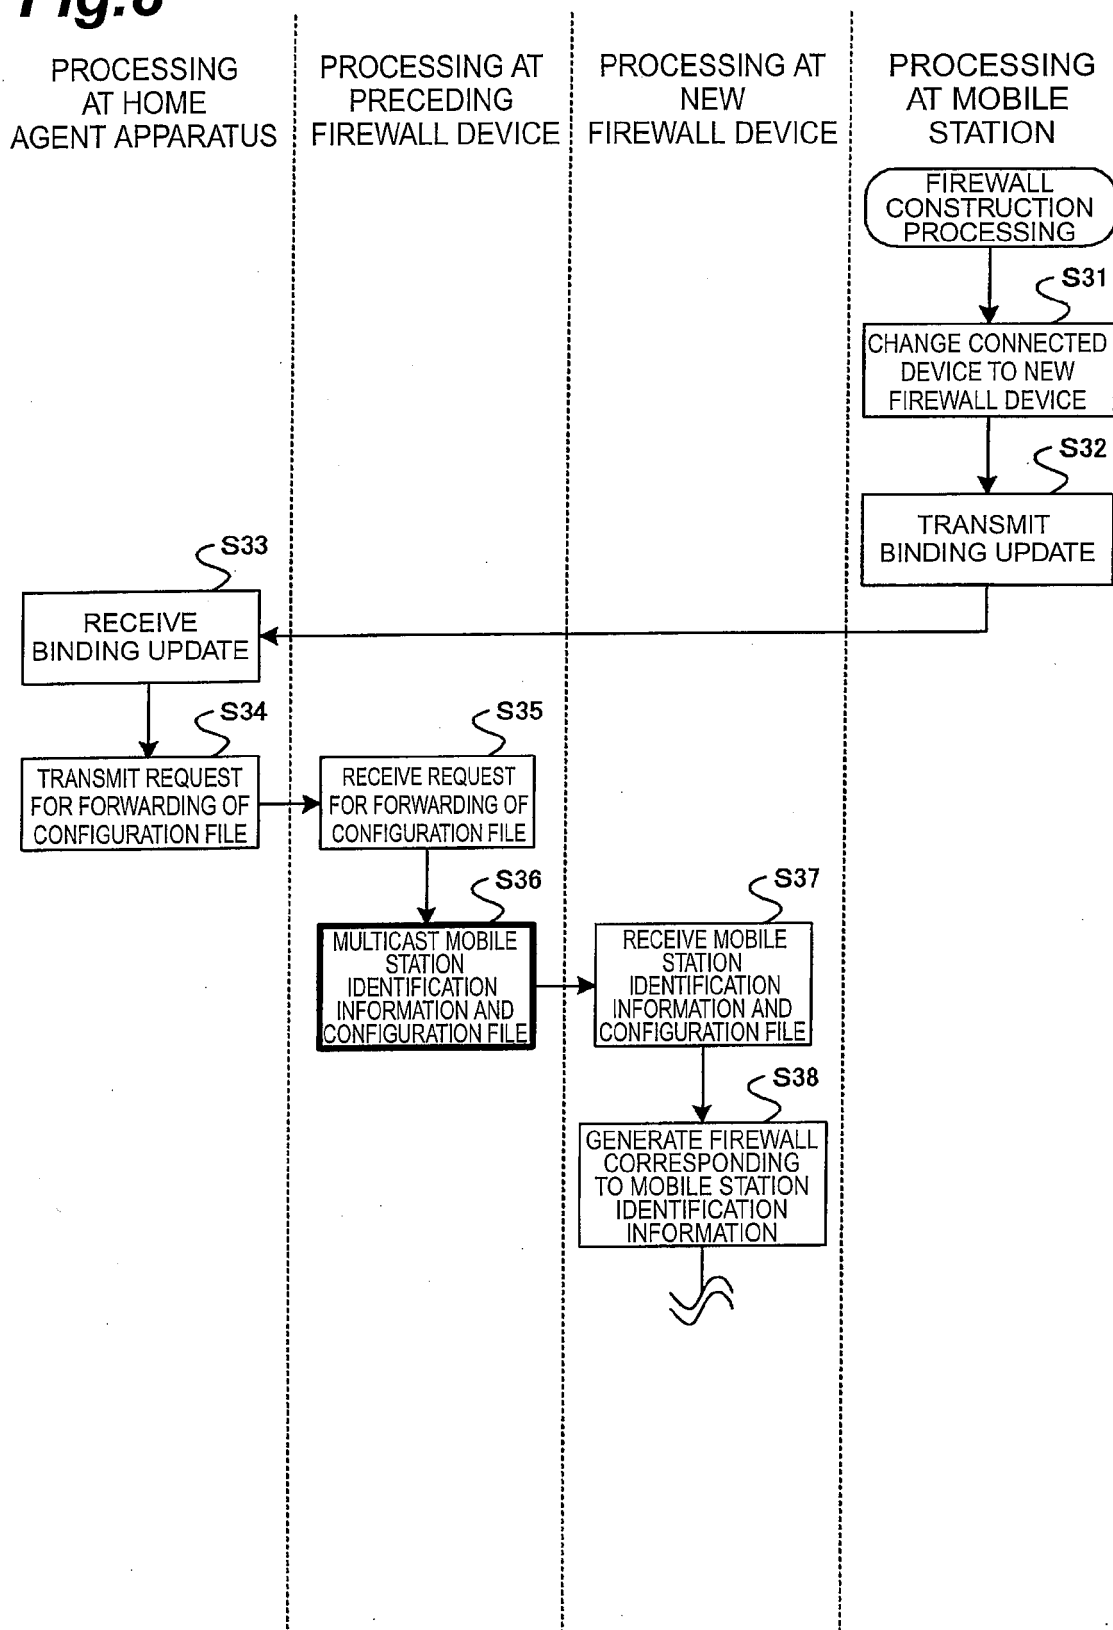 PROCESSING
AT HOME
AGENT APPARATUS
PROCESSING AT
PRECEDING
FIREWALL DEVICE
PROCESSING AT
NEW
FIREWALL DEVICE
PROCESSING
AT MOBILE
STATION
FIREWALL
CONSTRUCTION
PROCESSING
S31
CHANGE CONNECTED
DEVICE TO NEW
FIREWALL DEVICE
S32
TRANSMIT
BINDING UPDATE
S33
RECEIVE
BINDING UPDATE
S34
TRANSMIT REQUEST
FOR FORWARDING OF
CONFIGURATION FILE
S35
RECEIVE REQUEST
FOR FORWARDING OF
CONFIGURATION FILE
S36
MULTICAST MOBILE
STATION
IDENTIFICATION
INFORMATION AND
CONFIGURATION FILE
S37
RECEIVE MOBILE
STATION
IDENTIFICATION
INFORMATION AND
CONFIGURATION FILE
S38
GENERATE FIREWALL
CORRESPONDING
TO MOBILE STATION
IDENTIFICATION
INFORMATION